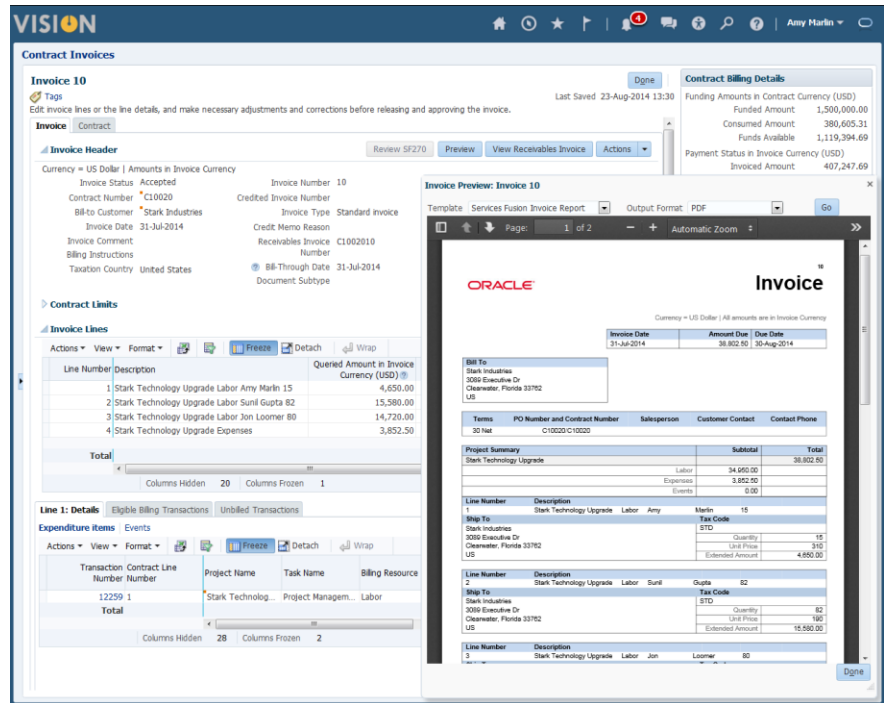 VISION
4
Amy Marlin
Contract Invoices
Invoice 10
Done
Tags
Last Saved 23-Aug-2014 13:30
Edit invoice lines or the line details, and make necessary adjustments and corrections before releasing and approving the invoice.
Invoice Contract
Invoice Header
Review SF270 Preview View Receivables Invoice Actions
Currency = US Dollar | Amounts in Invoice Currency
Invoice Status Accepted
Invoice Number 10
Contract Number *C10020
Credited Invoice Number
Bill-to Customer *Stark Industries
Invoice Type Standard invoice
Invoice Date 31-Jul-2014
Credit Memo Reason
Invoice Comment
Receivables Invoice Number C1002010
Billing Instructions
Bill-Through Date 31-Jul-2014
Taxation Country United States
Document Subtype
Contract Limits
Invoice Lines
Actions View Format Freeze Detach Wrap
Line Number Description Queried Amount in Invoice Currency (USD)
1 Stark Technology Upgrade Labor Amy Marlin 15 4,650.00
2 Stark Technology Upgrade Labor Sunil Gupta 82 15,580.00
3 Stark Technology Upgrade Labor Jon Loomer 80 14,720.00
4 Stark Technology Upgrade Expenses 3,852.50
Total
Columns Hidden 20 Columns Frozen 1
Line 1: Details Eligible Billing Transactions Unbilled Transactions
Expenditure items Events
Actions View Format Freeze Detach Wrap
Transaction Number Contract Line Number Project Name Task Name Billing Resource
12259 1 *Stark Technolog... Project Managem... Labor
Total
Columns Hidden 28 Columns Frozen 2
Contract Billing Details
Funding Amounts in Contract Currency (USD)
Funded Amount 1,500,000.00
Consumed Amount 380,605.31
Funds Available 1,119,394.69
Payment Status in Invoice Currency (USD)
Invoiced Amount 407,247.69
Invoice Preview: Invoice 10
Template Services Fusion Invoice Report Output Format PDF Go
Page: 1 of 2 Automatic Zoom
10
ORACLE
Invoice
Currency = US Dollar | All amounts are in Invoice Currency
Invoice Date Amount Due Due Date
31-Jul-2014 38,802.50 30-Aug-2014
Bill To
Stark Industries
3089 Executive Dr
Clearwater, Florida 33762
US
Terms PO Number and Contract Number Salesperson Customer Contact Contact Phone
30 Net C10020/C10020
Project Summary Subtotal Total
Stark Technology Upgrade 38,802.50
Labor 34,950.00
Expenses 3,852.50
Events 0.00
Line Number Description
1 Stark Technology Upgrade Labor Amy Marlin 15
Ship To Tax Code
Stark Industries STD
3089 Executive Dr Quantity 15
Clearwater, Florida 33762 Unit Price 310
US Extended Amount 4,650.00
Line Number Description
2 Stark Technology Upgrade Labor Sunil Gupta 82
Ship To Tax Code
Stark Industries STD
3089 Executive Dr Quantity 82
Clearwater, Florida 33762 Unit Price 190
US Extended Amount 15,580.00
Line Number Description
3 Stark Technology Upgrade Labor Jon Loomer 80
Done